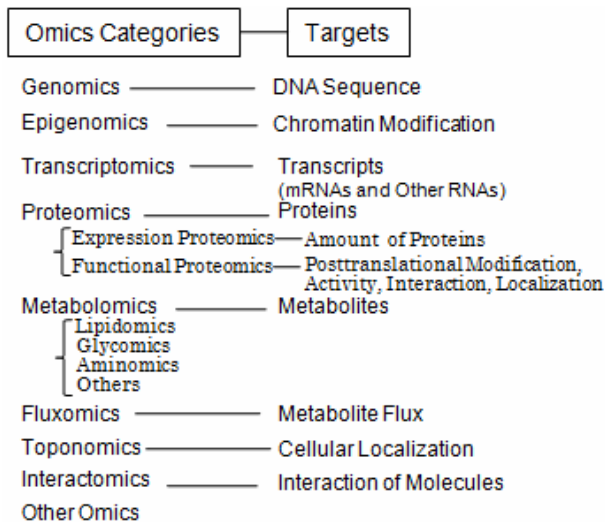 Omics Categories Targets
Genomics DNA Sequence
Epigenomics Chromatin Modification
Transcriptomics Transcripts
(mRNAs and Other RNAs)
Proteomics Proteins
Expression Proteomics Amount of Proteins
Functional Proteomics Posttranslational Modification,
Activity, Interaction, Localization
Metabolomics Metabolites
Lipidomics
Glycomics
Aminomics
Others
Fluxomics Metabolite Flux
Toponomics Cellular Localization
Interactomics Interaction of Molecules
Other Omics